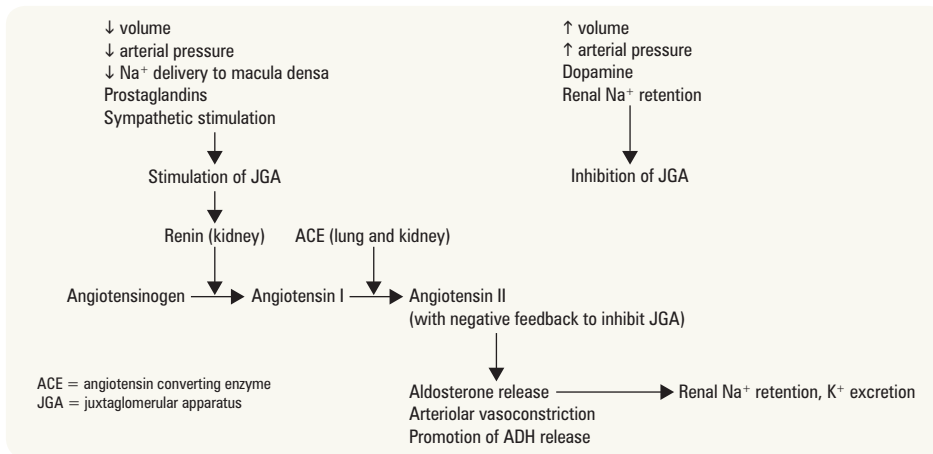 ↓ volume
↓ arterial pressure
↓ Na⁺ delivery to macula densa
Prostaglandins
Sympathetic stimulation
Stimulation of JGA
↑ volume
↑ arterial pressure
Dopamine
Renal Na⁺ retention
Inhibition of JGA
Renin (kidney)
ACE (lung and kidney)
Angiotensinogen
Angiotensin I
Angiotensin II
(with negative feedback to inhibit JGA)
Aldosterone release
Arteriolar vasoconstriction
Promotion of ADH release
Renal Na⁺ retention, K⁺ excretion
ACE = angiotensin converting enzyme
JGA = juxtaglomerular apparatus